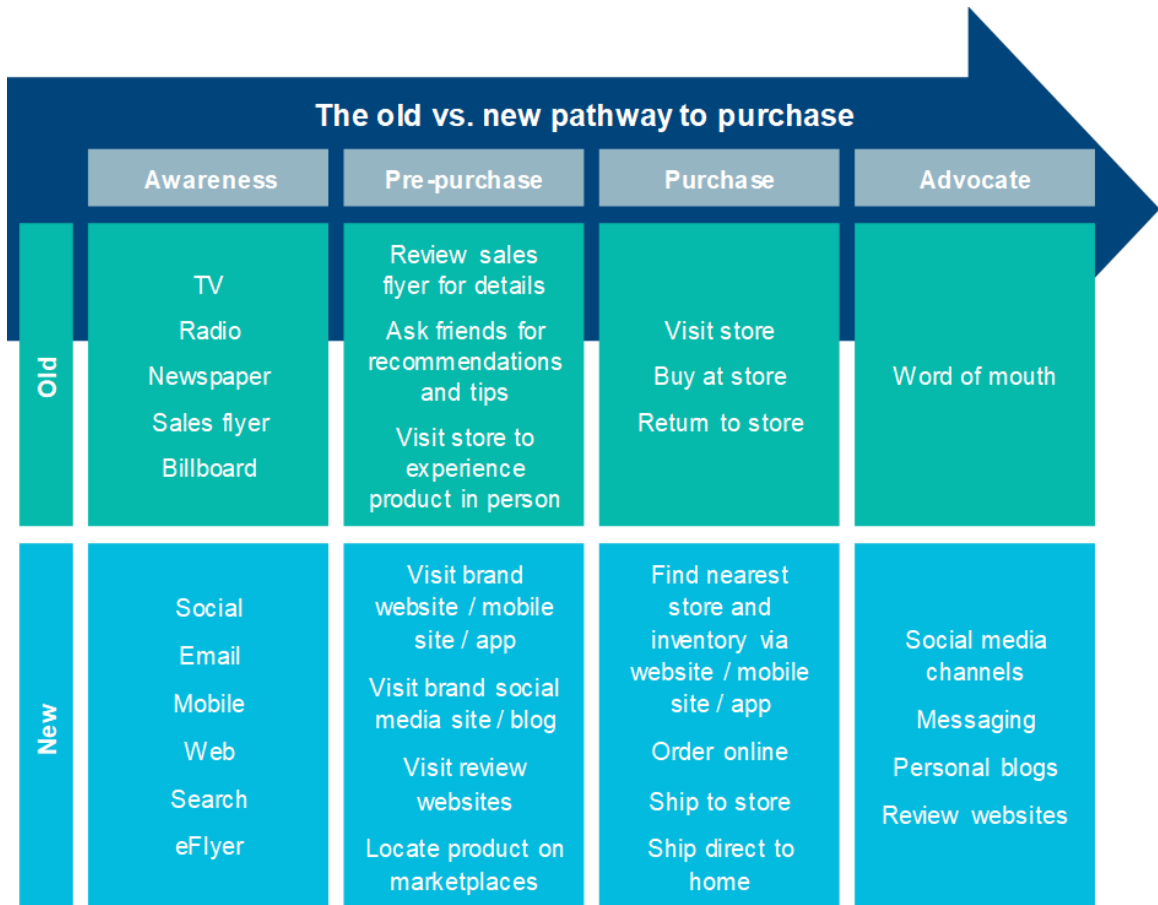 The old vs. new pathway to purchase
Awareness
Pre-purchase
Purchase
Advocate
Old
TV
Radio
Newspaper
Sales flyer
Billboard
Review sales
flyer for details
Ask friends for
recommendations
and tips
Visit store to
experience
product in person
Visit store
Buy at store
Return to store
Word of mouth
New
Social
Email
Mobile
Web
Search
eFlyer
Visit brand
website / mobile
site / app
Visit brand social
media site / blog
Visit review
websites
Locate product on
marketplaces
Find nearest
store and
inventory via
website / mobile
site / app
Order online
Ship to store
Ship direct to
home
Social media
channels
Messaging
Personal blogs
Review websites